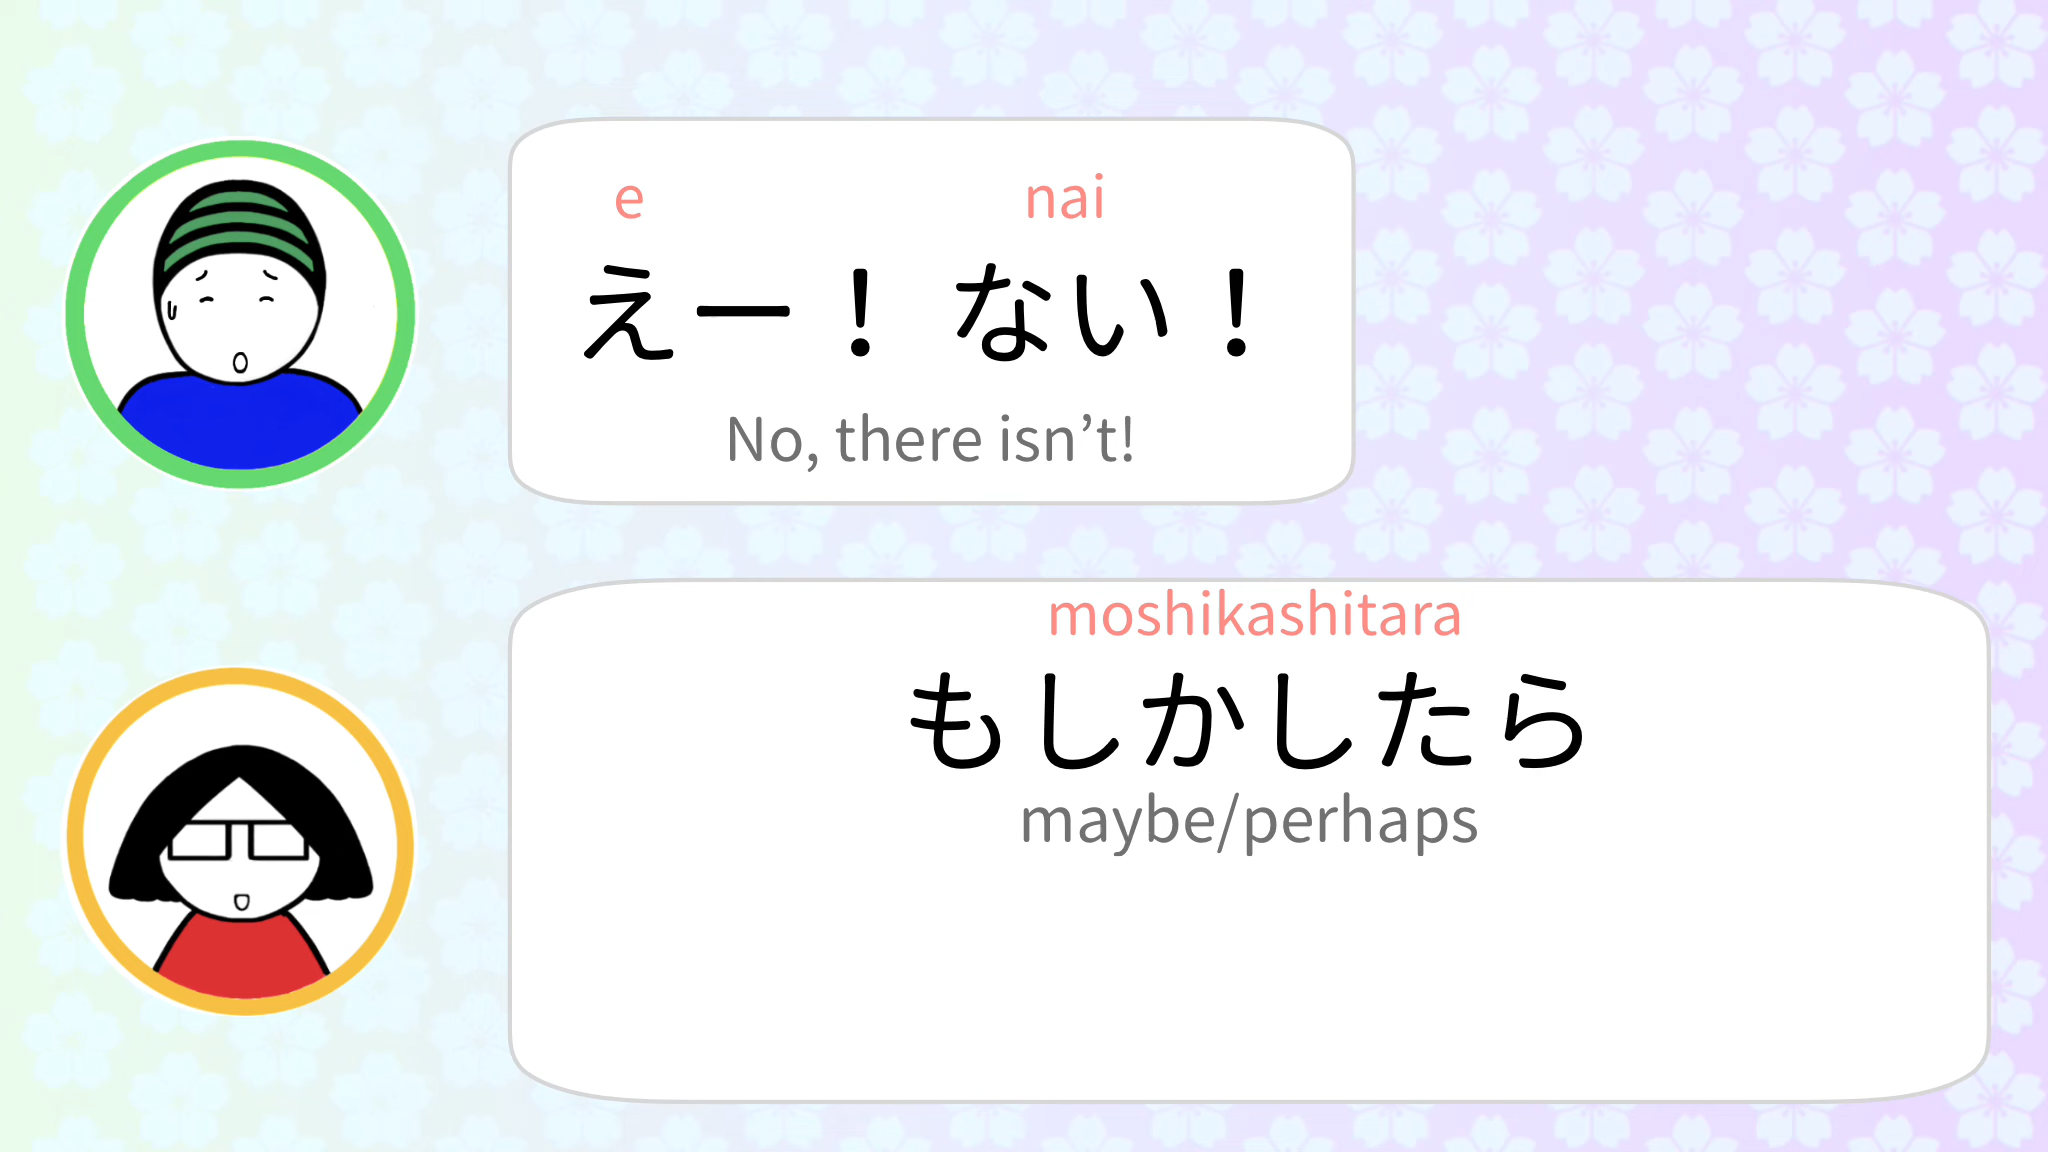 e nai
えー！ ない！
No, there isn’t!
moshikashitara
もしかしたら
maybe/perhaps